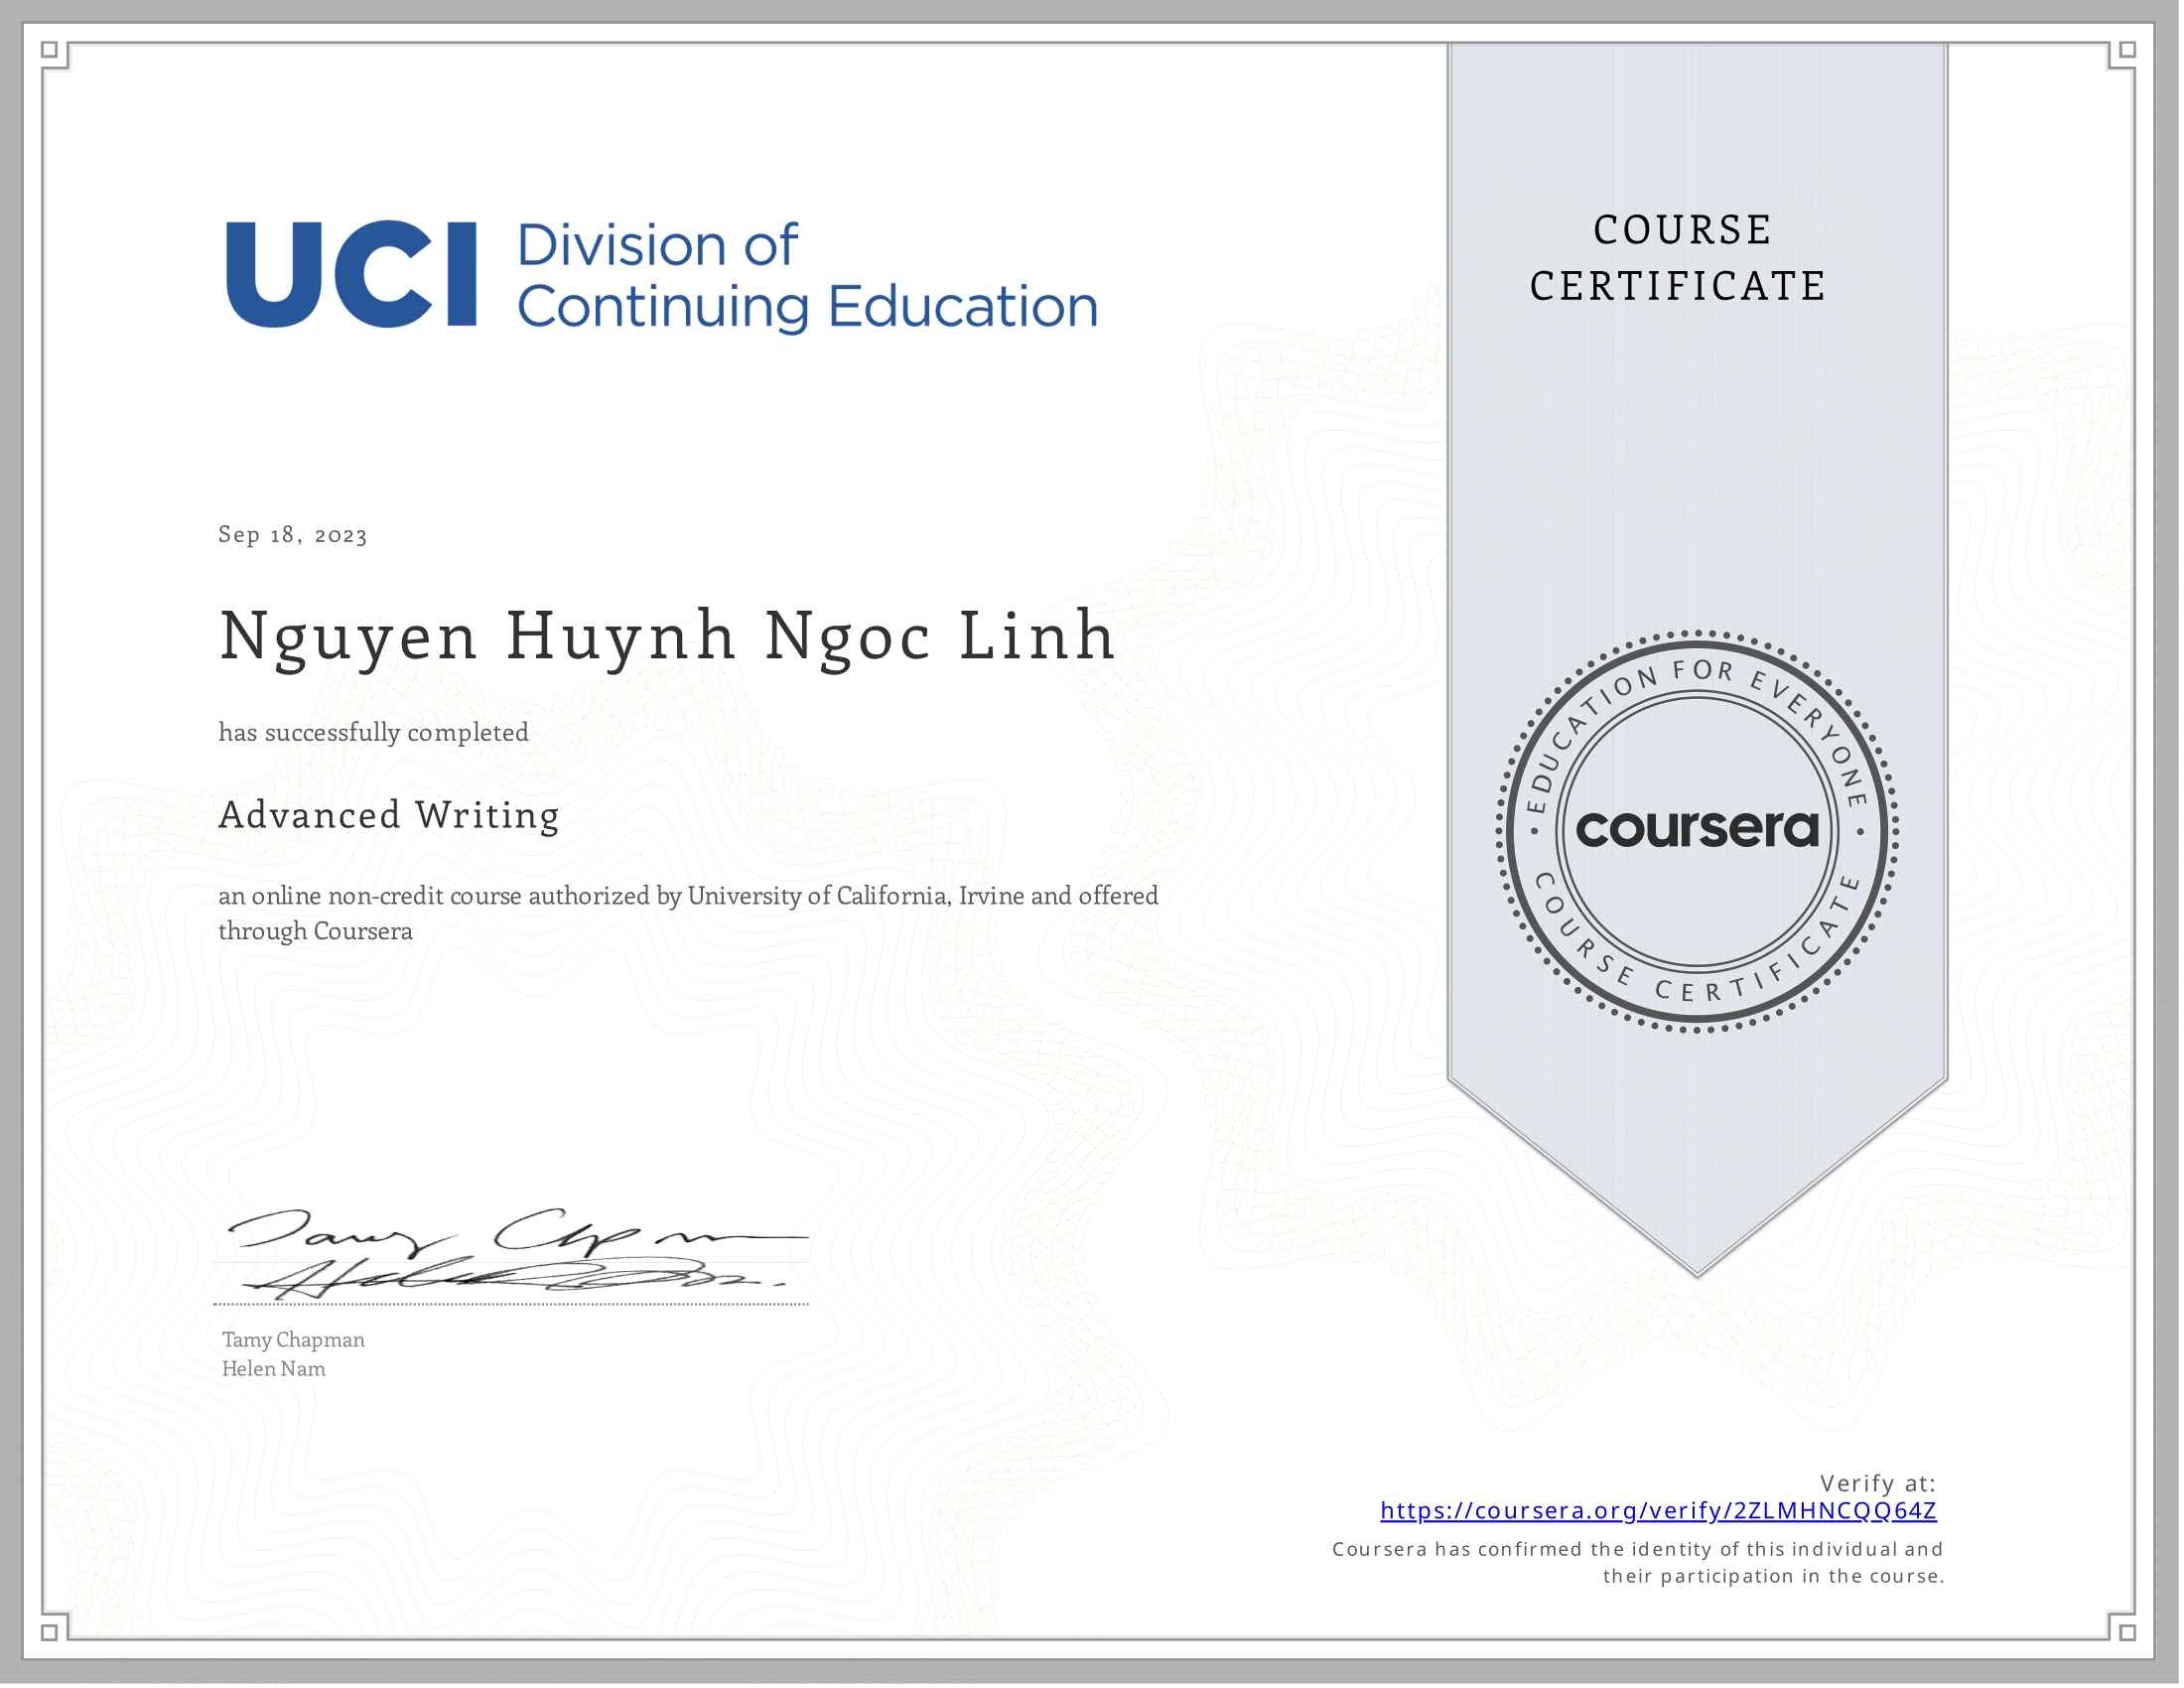 UCI Division of
Continuing Education
COURSE
CERTIFICATE
Sep 18, 2023
Nguyen Huynh Ngoc Linh
has successfully completed
Advanced Writing
an online non-credit course authorized by University of California, Irvine and offered
through Coursera
EDUCATION FOR EVERYONE
coursera
COURSE CERTIFICATE
Tamy Chapman
Helen Nam
Verify at:
https://coursera.org/verify/2ZLMHNCQQ64Z
Coursera has confirmed the identity of this individual and
their participation in the course.